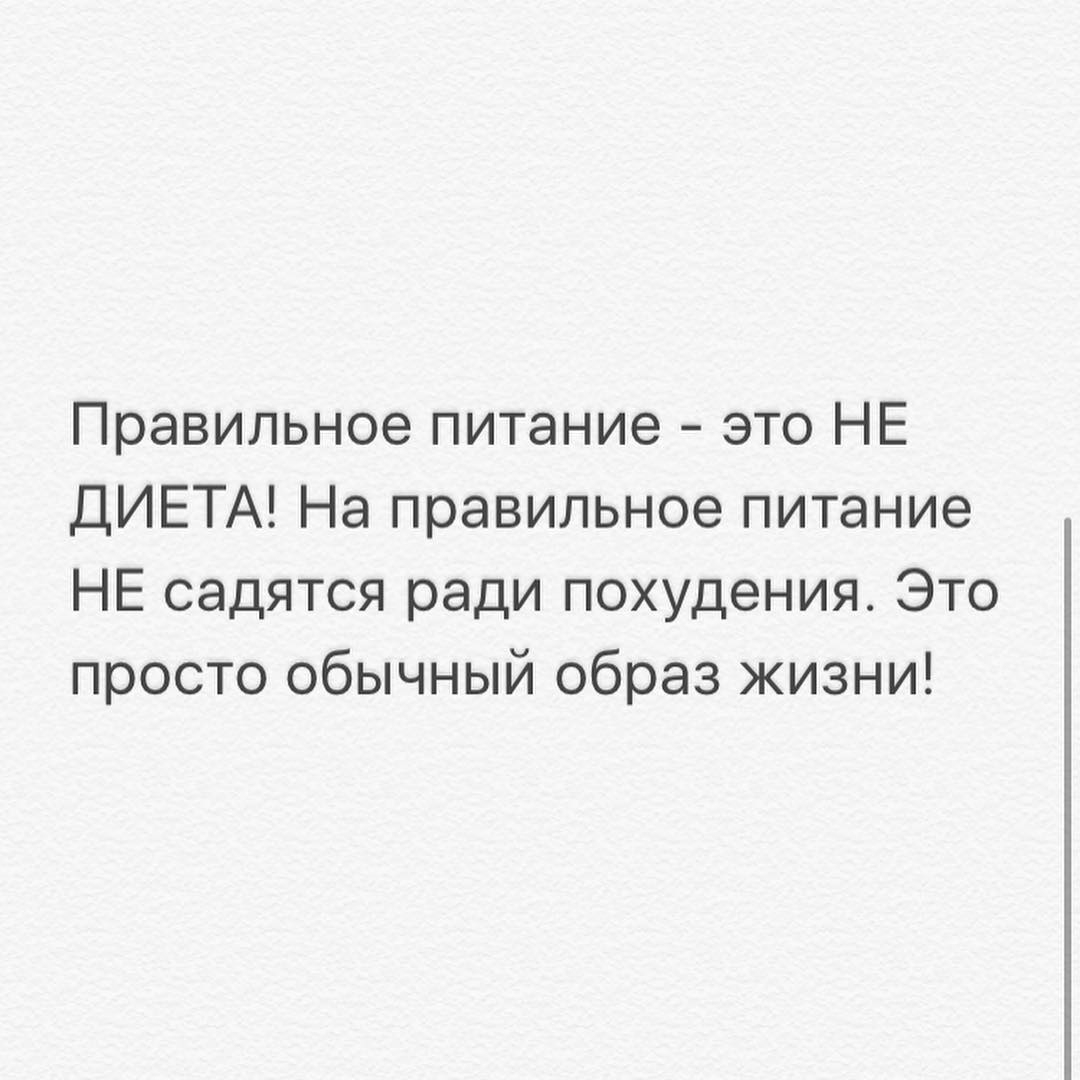 Правильное питание - это НЕ
ДИЕТА! На правильное питание
НЕ садятся ради похудения. Это
просто обычный образ жизни!